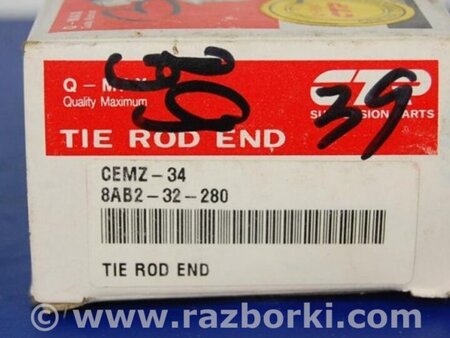 Q - MAX
Quality Maximum
CTR
SUSPENSION PARTS
39
TIE ROD END
CEMZ-34
8AB2-32-280
TIE ROD END
www.razborki.com